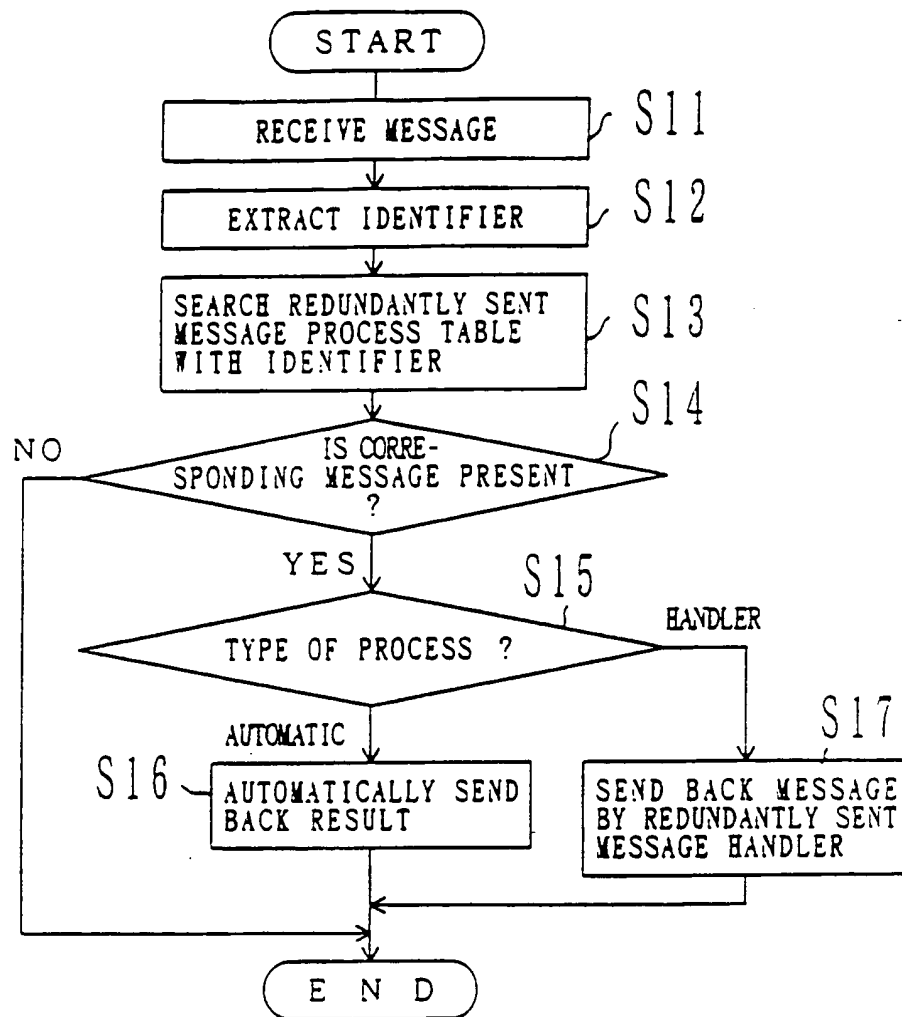 START
RECEIVE MESSAGE
S11
EXTRACT IDENTIFIER
S12
SEARCH REDUNDANTLY SENT
MESSAGE PROCESS TABLE
WITH IDENTIFIER
S13
S14
NO
IS CORRE-
SPONDING MESSAGE PRESENT
?
YES
S15
TYPE OF PROCESS ?
HANDLER
AUTOMATIC
S16
AUTOMATICALLY SEND
BACK RESULT
S17
SEND BACK MESSAGE
BY REDUNDANTLY SENT
MESSAGE HANDLER
END